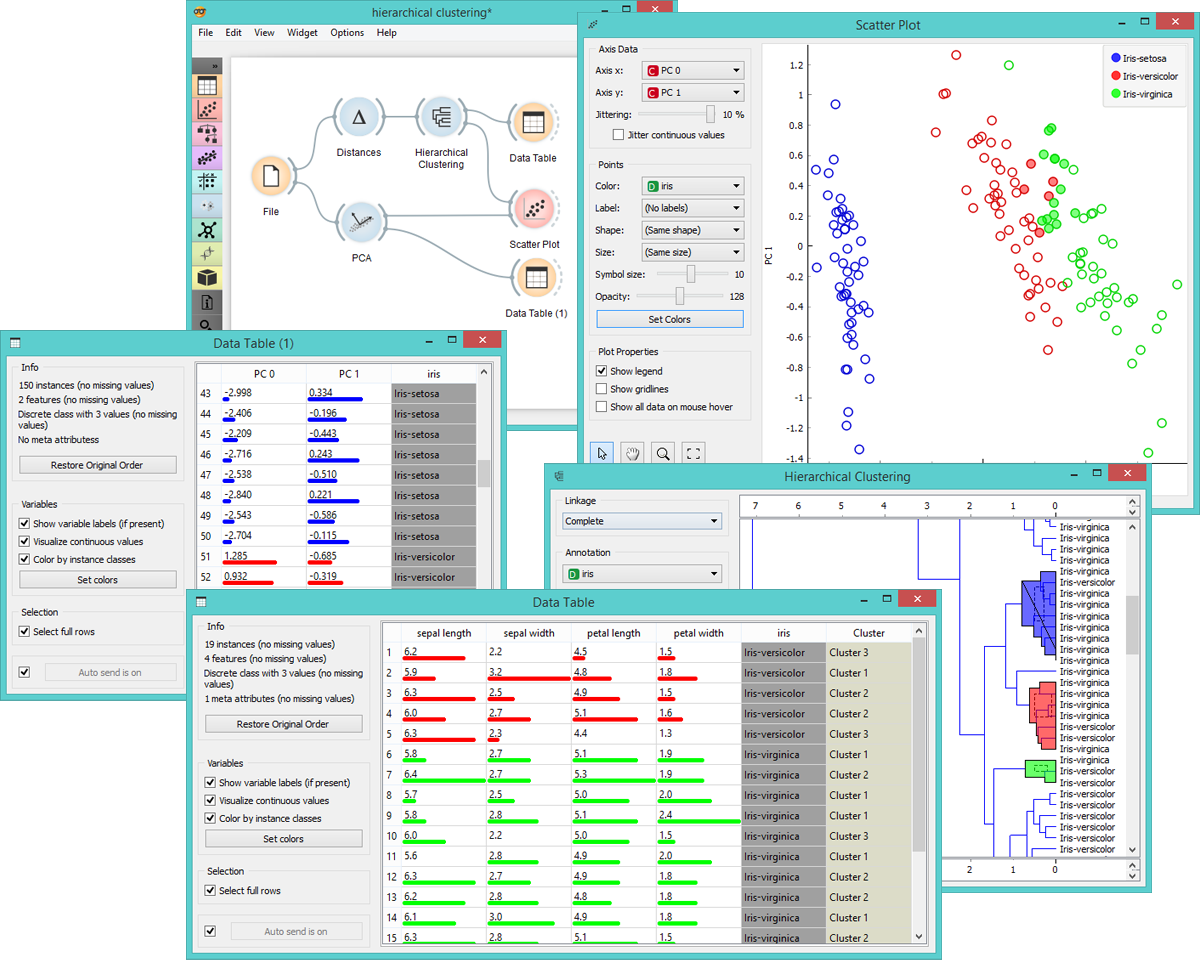 hierarchical clustering*
File Edit View Widget Options Help
»
Distances
Hierarchical
Clustering
Data Table
File
PCA
Scatter Plot
Data Table (1)
Scatter Plot
Axis Data
Axis x: C PC 0
Axis y: C PC 1
Jittering: 10 %
Jitter continuous values
Points
Color: D iris
Label: (No labels)
Shape: (Same shape)
Size: (Same size)
Symbol size: 10
Opacity: 128
Set Colors
Plot Properties
Show legend
Show gridlines
Show all data on mouse hover
1.2
1
0.8
0.6
0.4
0.2
0
-0.2
-0.4
-0.6
-0.8
-1
-1.2
-1.4
PC 1
Iris-setosa
Iris-versicolor
Iris-virginica
Data Table (1)
Info
150 instances (no missing values)
2 features (no missing values)
Discrete class with 3 values (no missing
values)
No meta attributess
Restore Original Order
Variables
Show variable labels (if present)
Visualize continuous values
Color by instance classes
Set colors
Selection
Select full rows
Auto send is on
PC 0 PC 1 iris
43 -2.998 0.334 Iris-setosa
44 -2.406 -0.196 Iris-setosa
45 -2.209 -0.443 Iris-setosa
46 -2.716 0.243 Iris-setosa
47 -2.538 -0.510 Iris-setosa
48 -2.840 0.221 Iris-setosa
49 -2.543 -0.586 Iris-setosa
50 -2.704 -0.115 Iris-setosa
51 1.285 -0.685 Iris-versicolor
52 0.932 -0.319 Iris-versicolor
Hierarchical Clustering
Linkage
Complete
Annotation
D iris
7 6 5 4 3 2 1 0
Iris-virginica
Iris-virginica
Iris-virginica
Iris-virginica
Iris-virginica
Iris-versicolor
Iris-virginica
Iris-virginica
Iris-virginica
Iris-virginica
Iris-virginica
Iris-virginica
Iris-virginica
Iris-virginica
Iris-virginica
Iris-virginica
Iris-virginica
Iris-virginica
Iris-versicolor
Iris-versicolor
Iris-virginica
Iris-virginica
Iris-versicolor
Iris-versicolor
Iris-versicolor
Iris-versicolor
Iris-versicolor
Iris-versicolor
Iris-versicolor
Iris-versicolor
2 1 0
Data Table
Info
19 instances (no missing values)
4 features (no missing values)
Discrete class with 3 values (no missing
values)
1 meta attributes (no missing values)
Restore Original Order
Variables
Show variable labels (if present)
Visualize continuous values
Color by instance classes
Set colors
Selection
Select full rows
Auto send is on
sepal length sepal width petal length petal width iris Cluster
1 6.2 2.2 4.5 1.5 Iris-versicolor Cluster 3
2 5.9 3.2 4.8 1.8 Iris-versicolor Cluster 1
3 6.3 2.5 4.9 1.5 Iris-versicolor Cluster 2
4 6.0 2.7 5.1 1.6 Iris-versicolor Cluster 2
5 6.3 2.3 4.4 1.3 Iris-versicolor Cluster 3
6 5.8 2.7 5.1 1.9 Iris-virginica Cluster 1
7 6.4 2.7 5.3 1.9 Iris-virginica Cluster 2
8 5.7 2.5 5.0 2.0 Iris-virginica Cluster 1
9 5.8 2.8 5.1 2.4 Iris-virginica Cluster 1
10 6.0 2.2 5.0 1.5 Iris-virginica Cluster 3
11 5.6 2.8 4.9 2.0 Iris-virginica Cluster 1
12 6.3 2.7 4.9 1.8 Iris-virginica Cluster 2
13 6.2 2.8 4.8 1.8 Iris-virginica Cluster 2
14 6.1 3.0 4.9 1.8 Iris-virginica Cluster 1
15 6.3 2.8 5.1 1.5 Iris-virginica Cluster 2